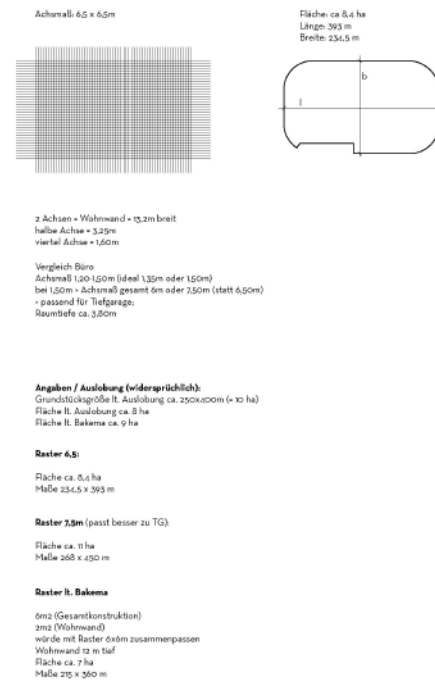 Achsmaß: 6,5 x 6,5m
Fläche: ca 8,4 ha
Länge: 393 m
Breite: 234,5 m
b
l
2 Achsen = Wohnwand = 13,2m breit
halbe Achse = 3,25m
viertel Achse = 1,60m
Vergleich Büro
Achsmaß 1,20-1,50m (ideal 1,35m oder 1,50m)
bei 1,50m > Achsmaß gesamt 6m oder 7,50m (statt 6,50m)
> passend für Tiefgarage;
Raumtiefe ca. 3,80m
Angaben / Auslobung (widersprüchlich):
Grundstücksgröße lt. Auslobung ca. 250x400m (= 10 ha)
Fläche lt. Auslobung ca. 8 ha
Fläche lt. Bakema ca. 9 ha
Raster 6,5:
Fläche ca. 8,4 ha
Maße 234,5 x 393 m
Raster 7,5m (passt besser zu TG):
Fläche ca. 11 ha
Maße 268 x 450 m
Raster lt. Bakema
6m2 (Gesamtkonstruktion)
2m2 (Wohnwand)
würde mit Raster 6x6m zusammenpassen
Wohnwand 12 m tief
Fläche ca. 7 ha
Maße 215 x 360 m